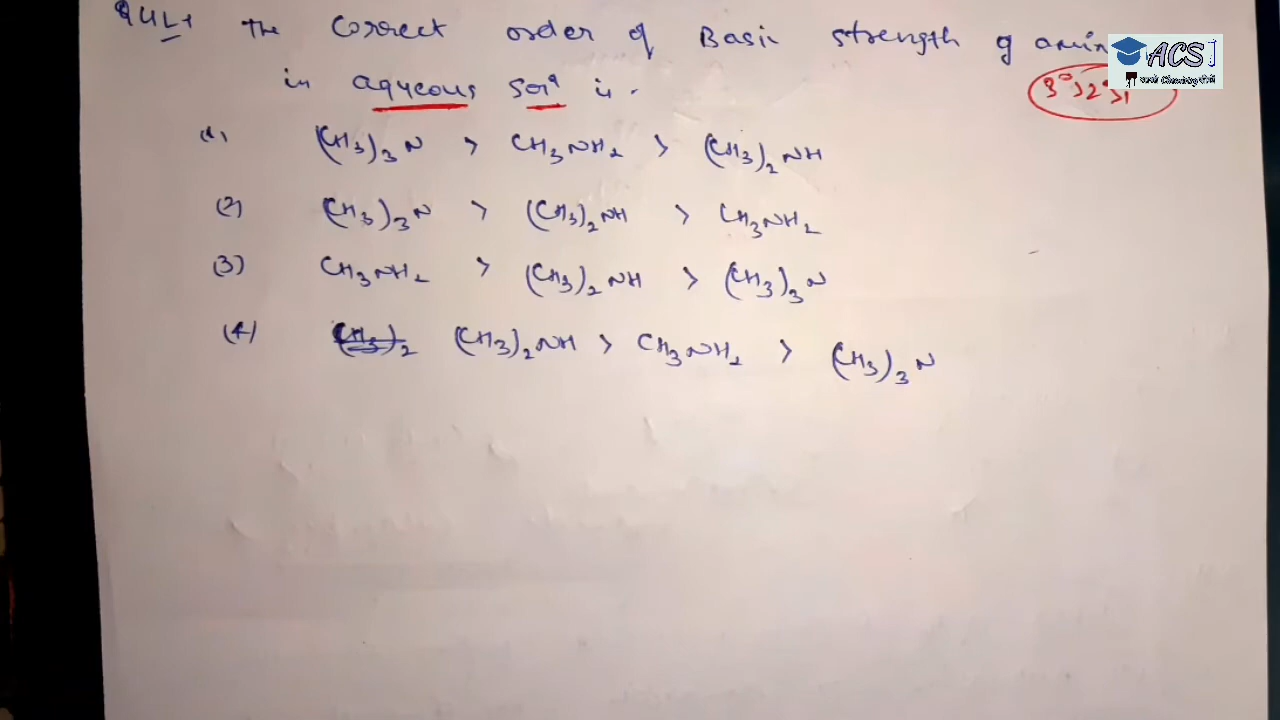 The Correct order of Basic strength of amin
ACS
3°>2°>1
in aqueous solⁿ is.
(1) (CH₃)₃N > CH₃NH₂ > (CH₃)₂NH
(2) (CH₃)₃N > (CH₃)₂NH > CH₃NH₂
(3) CH₃NH₂ > (CH₃)₂NH > (CH₃)₃N
(4) (CH₃)₂NH > CH₃NH₂ > (CH₃)₃N